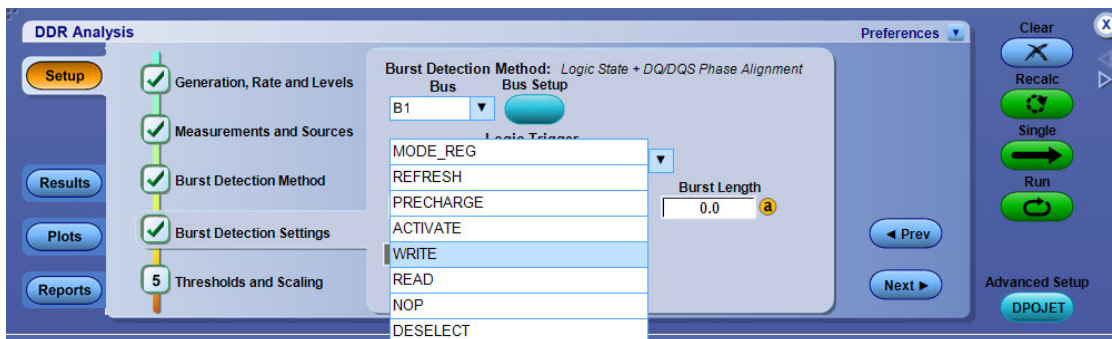 DDR Analysis
Preferences
Clear
X
Setup
Generation, Rate and Levels
Burst Detection Method: Logic State + DQ/DQS Phase Alignment
Bus
Bus Setup
B1
Recalc
Measurements and Sources
Logic Trigger
Single
MODE_REG
REFRESH
PRECHARGE
ACTIVATE
WRITE
READ
NOP
DESELECT
Results
Burst Detection Method
Burst Length
0.0
a
Run
Plots
Burst Detection Settings
◄ Prev
Reports
5
Thresholds and Scaling
Next ►
Advanced Setup
DPOJET